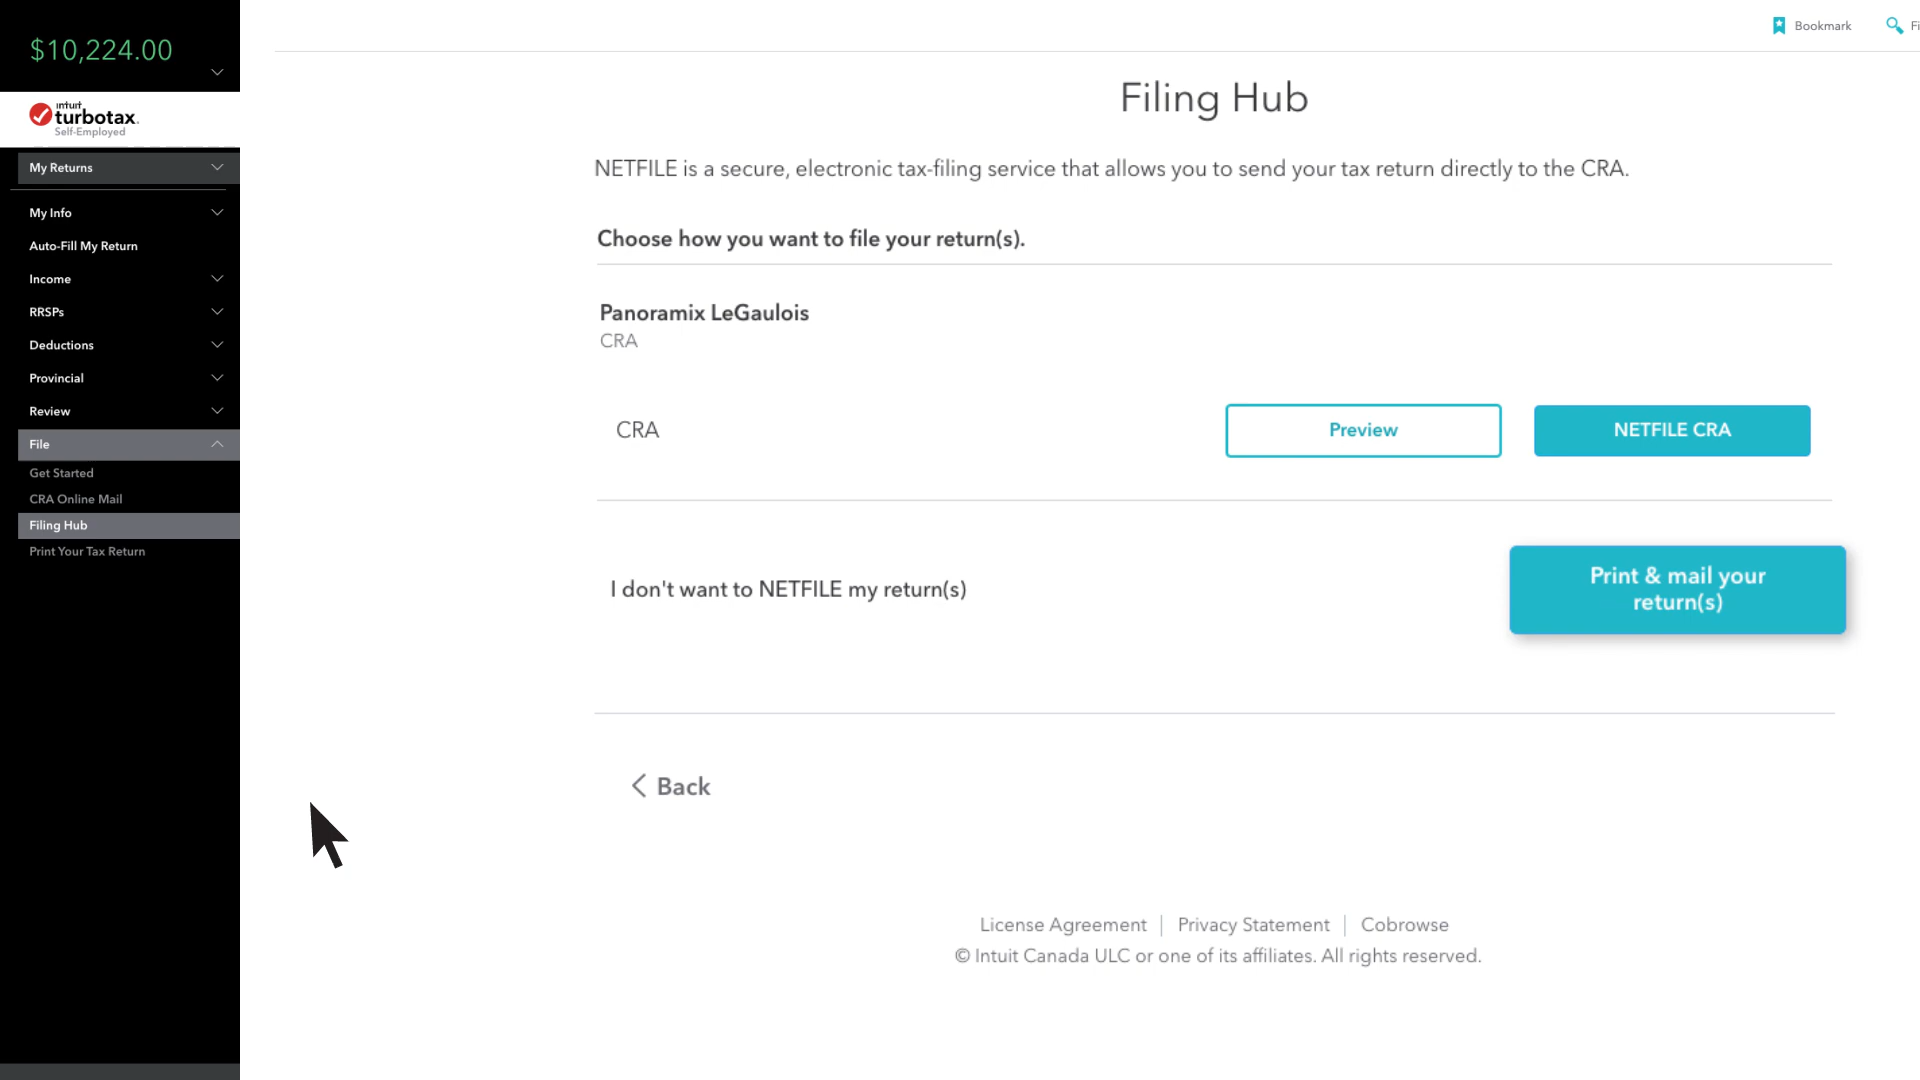 $10,224.00
intuit
turbotax.
Self-Employed
My Returns
My Info
Auto-Fill My Return
Income
RRSPs
Deductions
Provincial
Review
File
Get Started
CRA Online Mail
Filing Hub
Print Your Tax Return
Bookmark
Fi
Filing Hub
NETFILE is a secure, electronic tax-filing service that allows you to send your tax return directly to the CRA.
Choose how you want to file your return(s).
Panoramix LeGaulois
CRA
CRA
Preview
NETFILE CRA
I don't want to NETFILE my return(s)
Print & mail your
return(s)
Back
License Agreement | Privacy Statement | Cobrowse
© Intuit Canada ULC or one of its affiliates. All rights reserved.